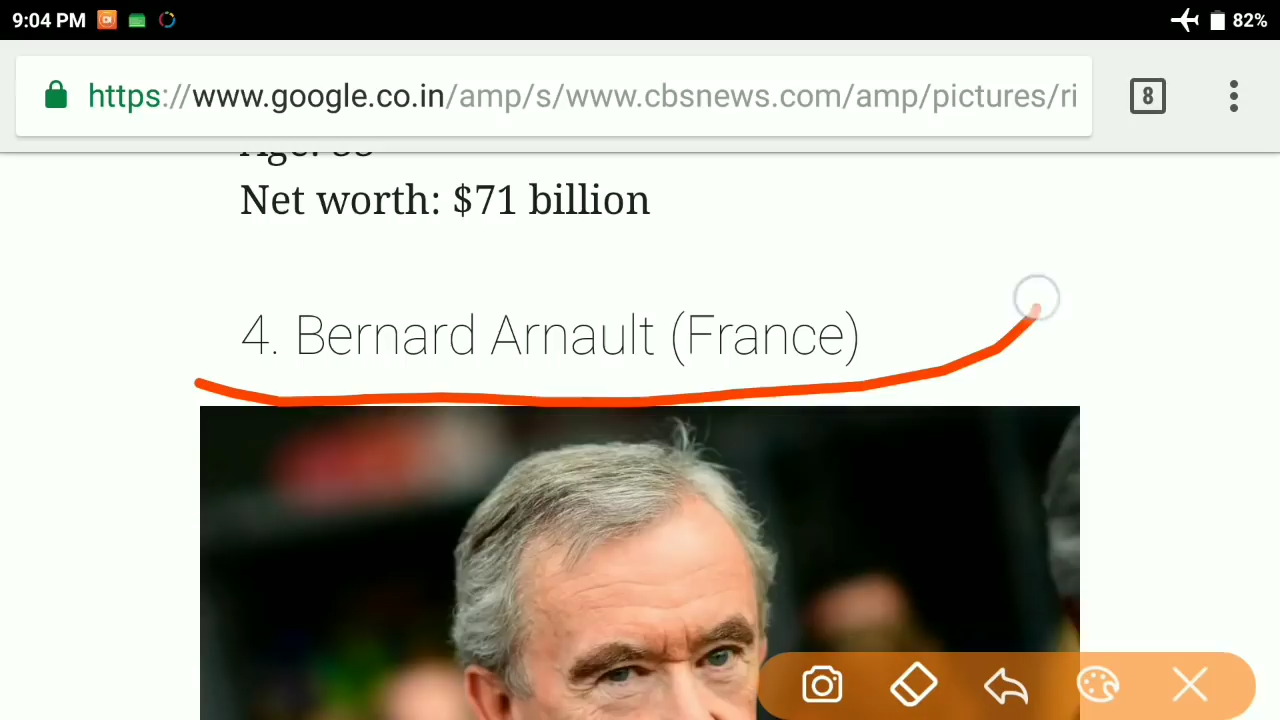 9:04 PM
82%
https://www.google.co.in/amp/s/www.cbsnews.com/amp/pictures/ri
8
Net worth: $71 billion
4. Bernard Arnault (France)